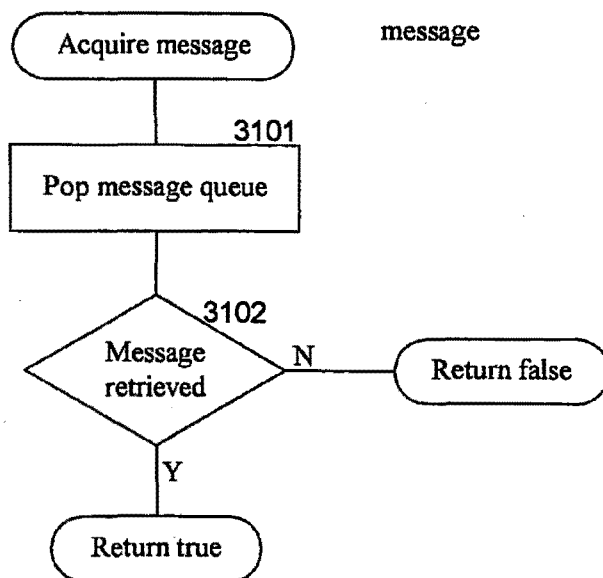 Acquire message
message
3101
Pop message queue
3102
Message
retrieved
N
Return false
Y
Return true